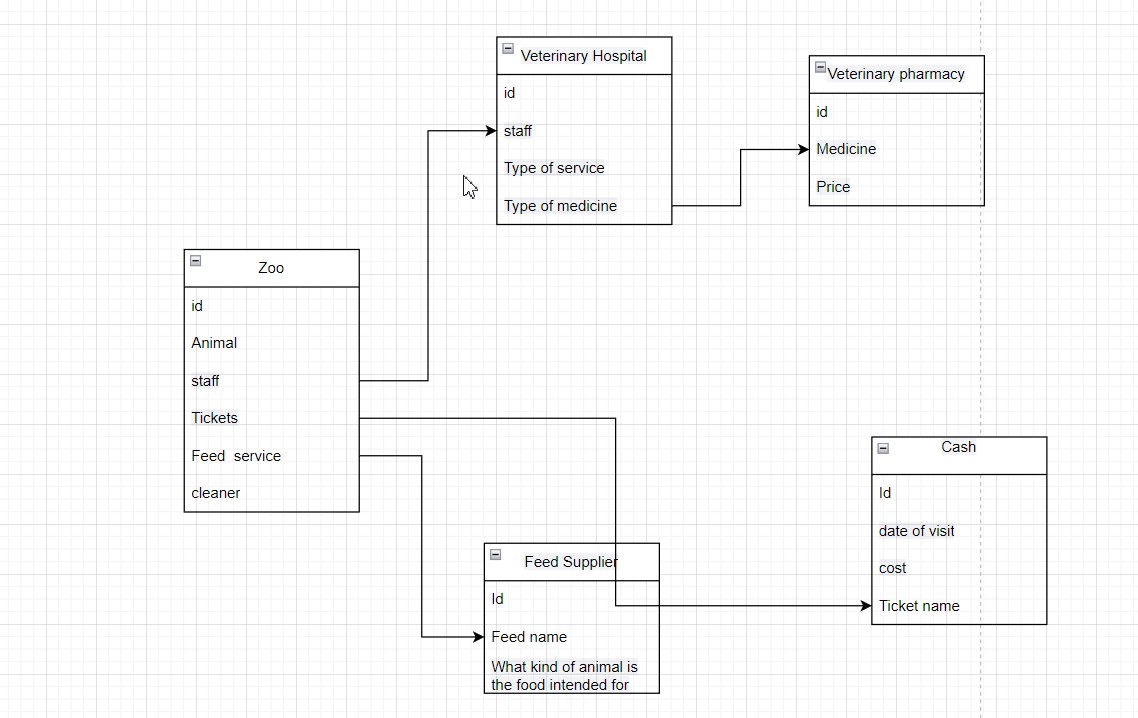 Veterinary Hospital
id
staff
Type of service
Type of medicine
Veterinary pharmacy
id
Medicine
Price
Zoo
id
Animal
staff
Tickets
Feed  service
cleaner
Cash
Id
date of visit
cost
Ticket name
Feed Supplier
Id
Feed name
What kind of animal is
the food intended for